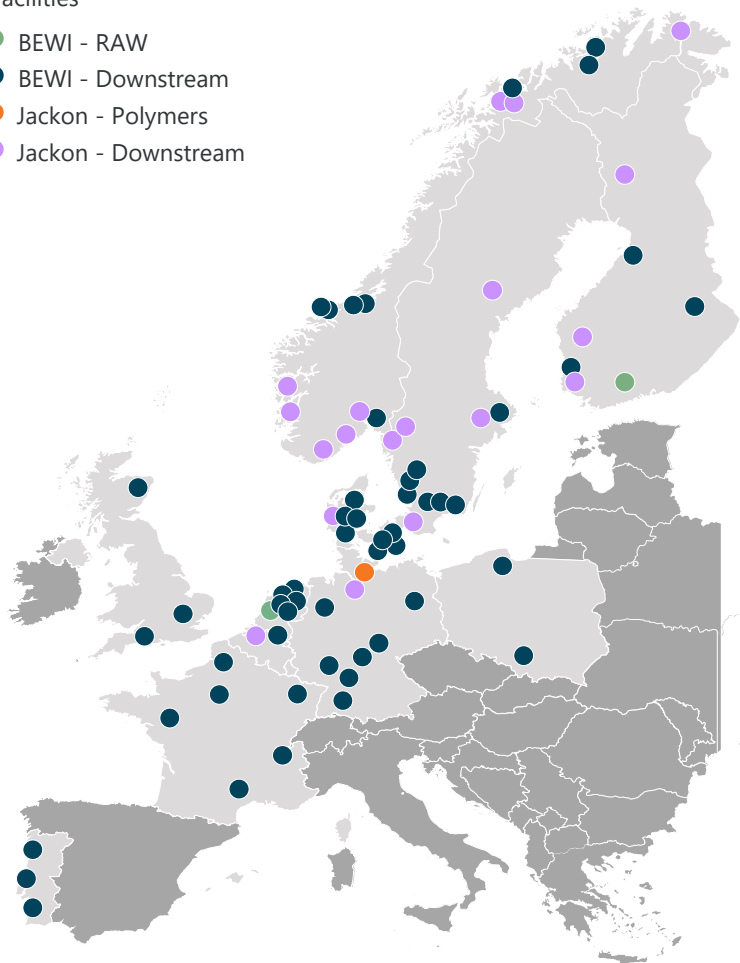 BEWI - RAW
BEWI - Downstream
Jackon - Polymers
Jackon - Downstream